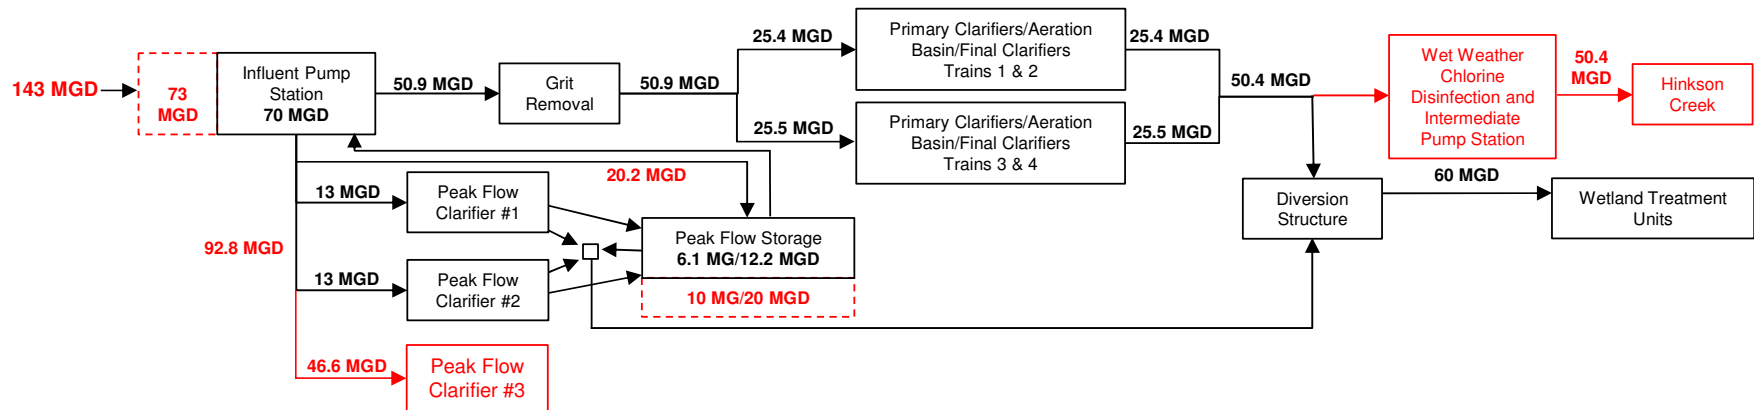 143 MGD
73
MGD
Influent Pump
Station
70 MGD
50.9 MGD
Grit
Removal
50.9 MGD
25.4 MGD
25.5 MGD
Primary Clarifiers/Aeration
Basin/Final Clarifiers
Trains 1 & 2
Primary Clarifiers/Aeration
Basin/Final Clarifiers
Trains 3 & 4
25.4 MGD
25.5 MGD
50.4 MGD
Wet Weather
Chlorine
Disinfection and
Intermediate
Pump Station
50.4
MGD
Hinkson
Creek
20.2 MGD
13 MGD
Peak Flow
Clarifier #1
92.8 MGD
13 MGD
Peak Flow
Clarifier #2
Peak Flow Storage
6.1 MG/12.2 MGD
10 MG/20 MGD
Diversion
Structure
60 MGD
Wetland Treatment
Units
46.6 MGD
Peak Flow
Clarifier #3